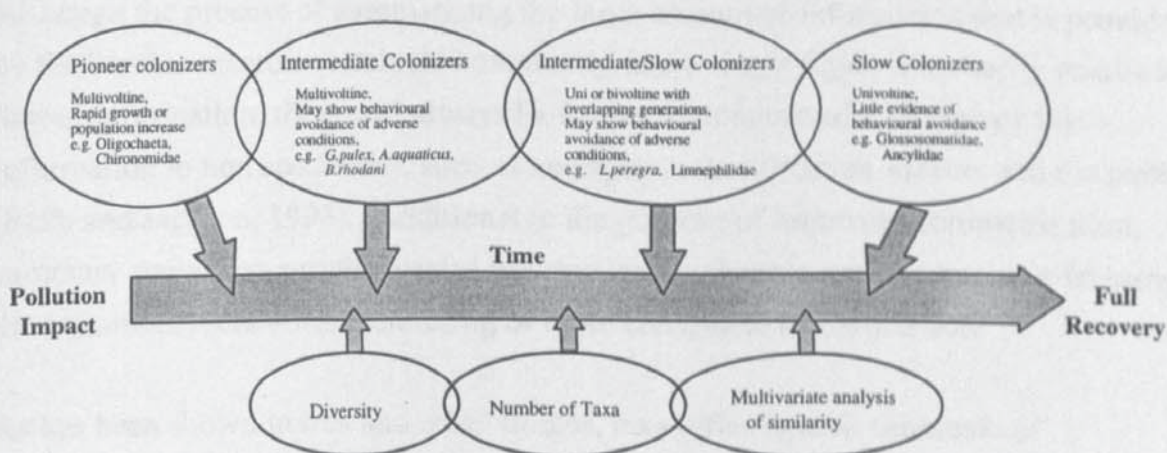 Pioneer colonizers
Multivoltine,
Rapid growth or
population increase
e.g. Oligochaeta,
Chironomidae
Intermediate Colonizers
Multivoltine,
May show behavioural
avoidance of adverse
conditions,
e.g. G.pulex, A.aquaticus,
B.rhodani
Intermediate/Slow Colonizers
Uni or bivoltine with
overlapping generations
May show behavioural
avoidance of adverse
conditions,
e.g. L.peregra, Limnephilidae
Slow Colonizers
Univoltine,
Little evidence of
behavioural avoidance
e.g. Glossosomatidae,
Ancylidae
Time
Pollution
Impact
Full
Recovery
Diversity
Number of Taxa
Multivariate analysis
of similarity